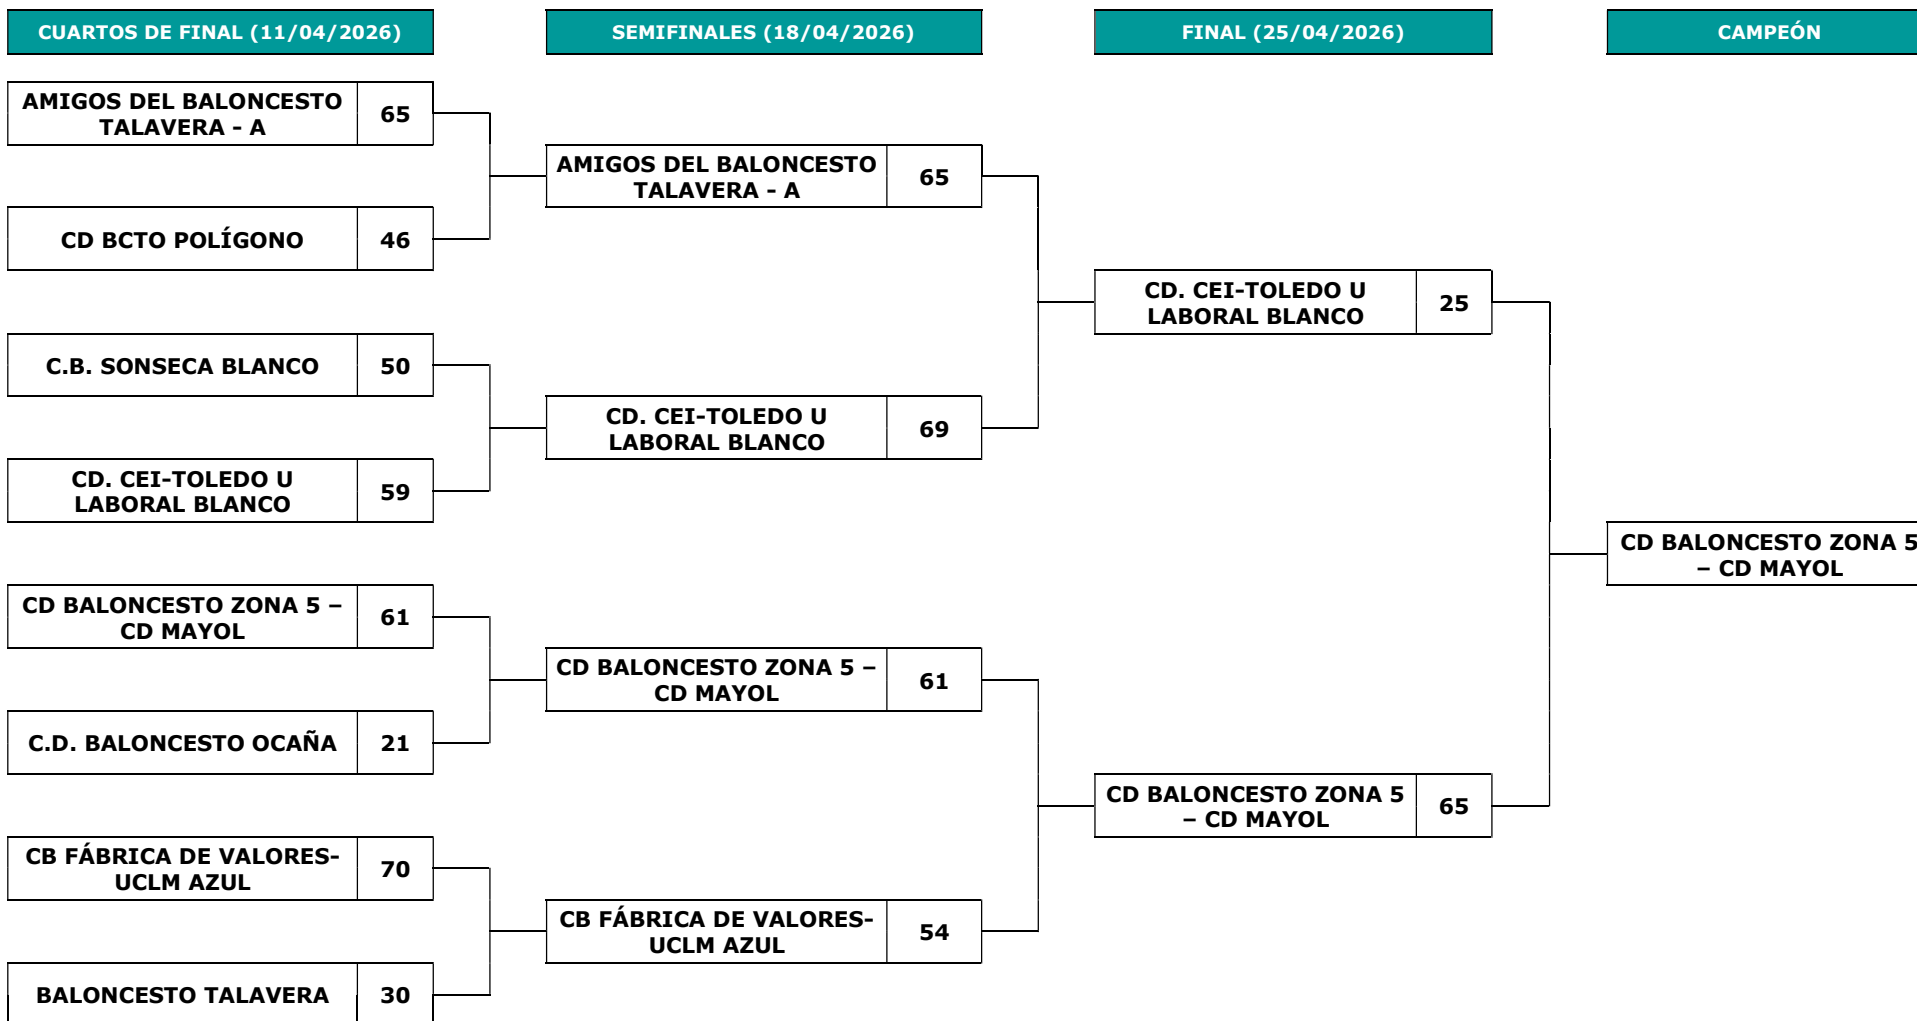 CUARTOS DE FINAL (11/04/2026)
SEMIFINALES (18/04/2026)
FINAL (25/04/2026)
CAMPEÓN
AMIGOS DEL BALONCESTO
TALAVERA - A
65
CD BCTO POLÍGONO
46
C.B. SONSECA BLANCO
50
CD. CEI-TOLEDO U
LABORAL BLANCO
59
CD BALONCESTO ZONA 5 –
CD MAYOL
61
C.D. BALONCESTO OCAÑA
21
CB FÁBRICA DE VALORES-
UCLM AZUL
70
BALONCESTO TALAVERA
30
AMIGOS DEL BALONCESTO
TALAVERA - A
65
CD. CEI-TOLEDO U
LABORAL BLANCO
69
CD BALONCESTO ZONA 5 –
CD MAYOL
61
CB FÁBRICA DE VALORES-
UCLM AZUL
54
CD. CEI-TOLEDO U
LABORAL BLANCO
25
CD BALONCESTO ZONA 5
– CD MAYOL
65
CD BALONCESTO ZONA 5
– CD MAYOL